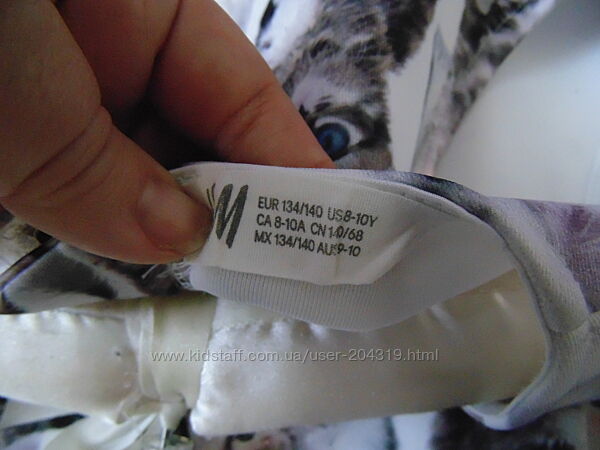 M
EUR 134/140 US8-10Y
CA 8-10A CN 140/68
MX 134/140 AUS9-10
www.kidstaff.com.ua/user-204319.html